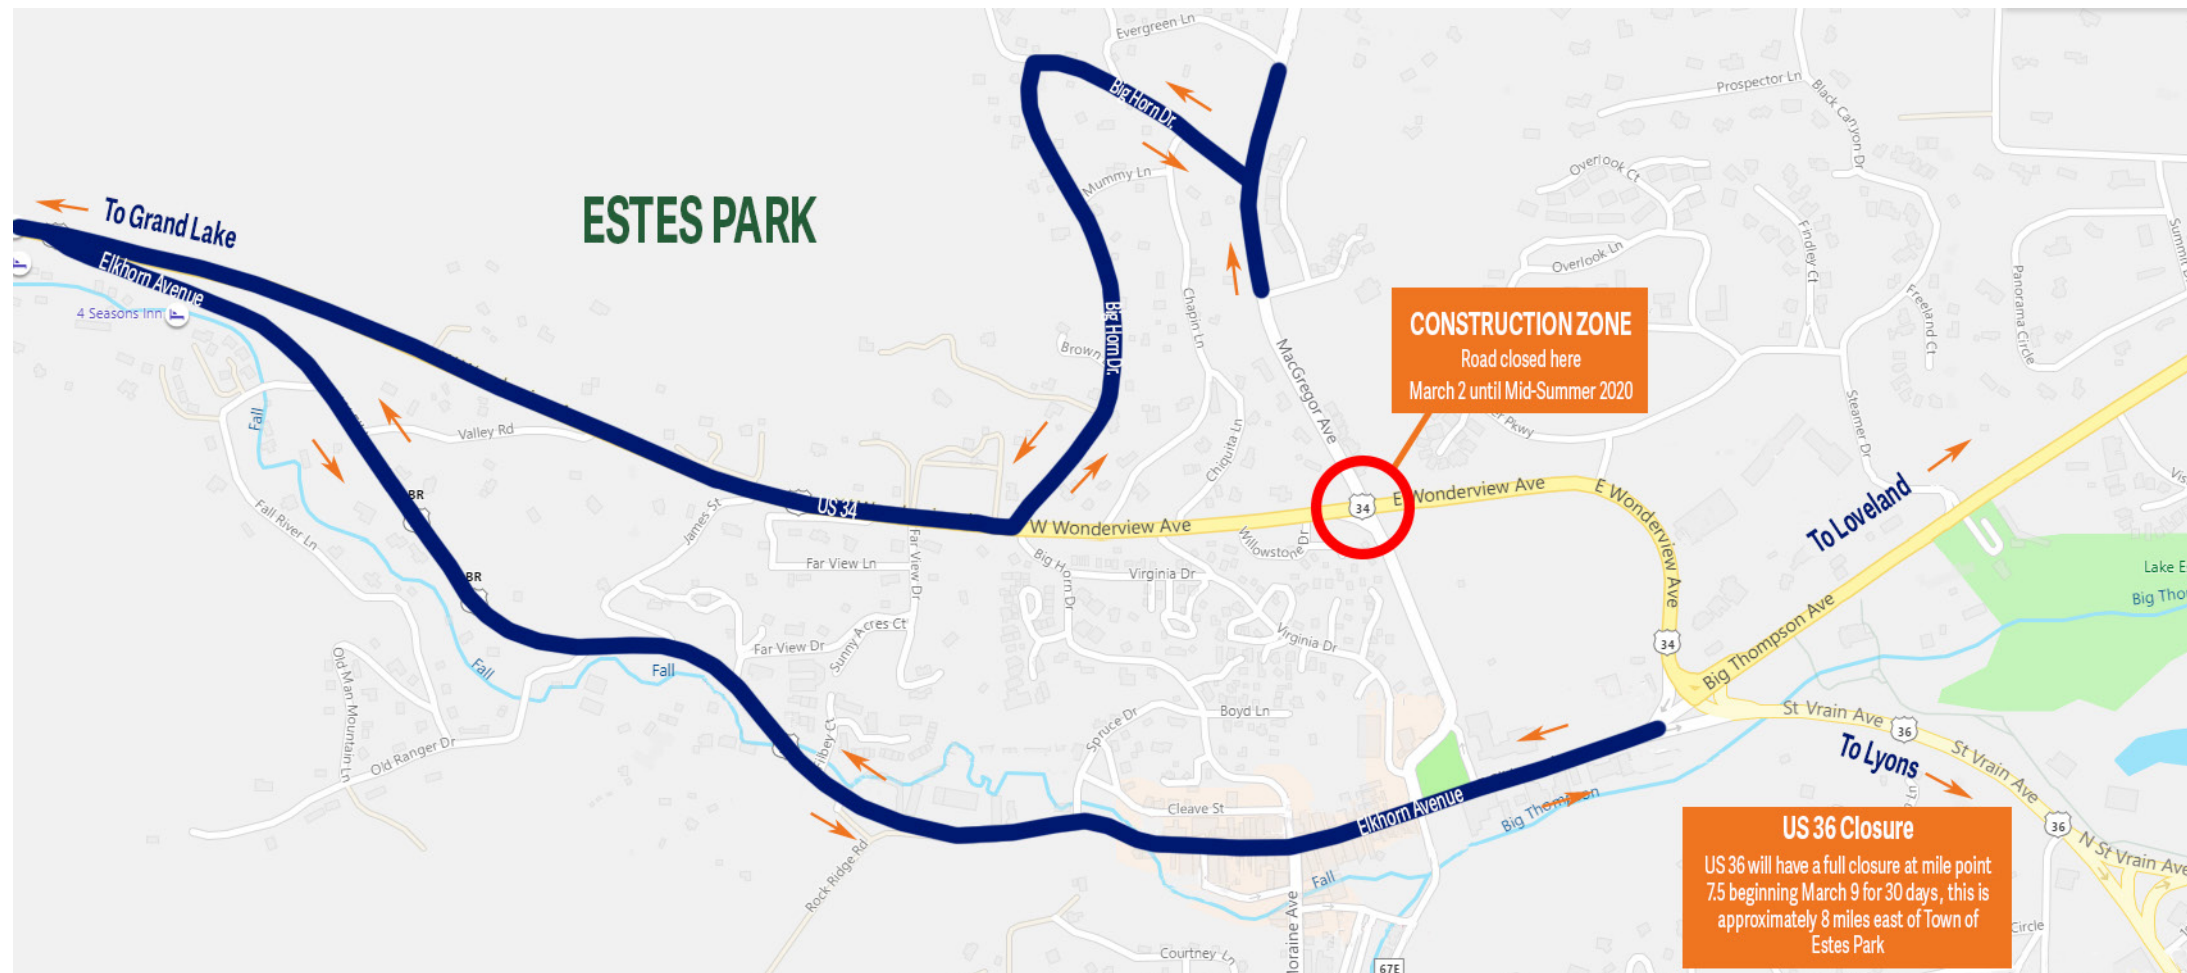 Evergreen Ln
Prospector Ln
Black Canyon Dr
Big Horn Dr.
Overlook Ct
Mummy Ln
ESTES PARK
To Grand Lake
Elkhorn Avenue
4 Seasons Inn
Findley Ct
Overlook Ln
Panorama Circle
Summit
Freeland Ct
Chapin Ln
Big Horn Dr.
Brown
MacGregor Ave
CONSTRUCTION ZONE
Road closed here
March 2 until Mid-Summer 2020
Pkwy
Steamer Dr
Fall
Valley Rd
Chiquita Ln
BR
US 34
James St
W Wonderview Ave
34
E Wonderview Ave
E Wonderview Ave
To Loveland
Fall River Ln
Far View Ln
Far View Dr
Willowstone Dr
Big Horn Dr
Virginia Dr
BR
Lake E
Big Tho
Big Thompson Ave
Sunny Acres Ct
Far View Dr
Virginia Dr
34
Old Man Mountain Ln
Fall
Fall
Boyd Ln
Spruce Dr
St Vrain Ave
36
To Lyons
St Vrain Ave
Old Ranger Dr
Filbey Ct
Cleave St
Elkhorn Avenue
Big Thompson
36
N St Vrain Ave
US 36 Closure
US 36 will have a full closure at mile point
7.5 beginning March 9 for 30 days, this is
approximately 8 miles east of Town of
Estes Park
Rock Ridge Rd
Fall
Moraine Ave
Circle
Courtney Ln
67E